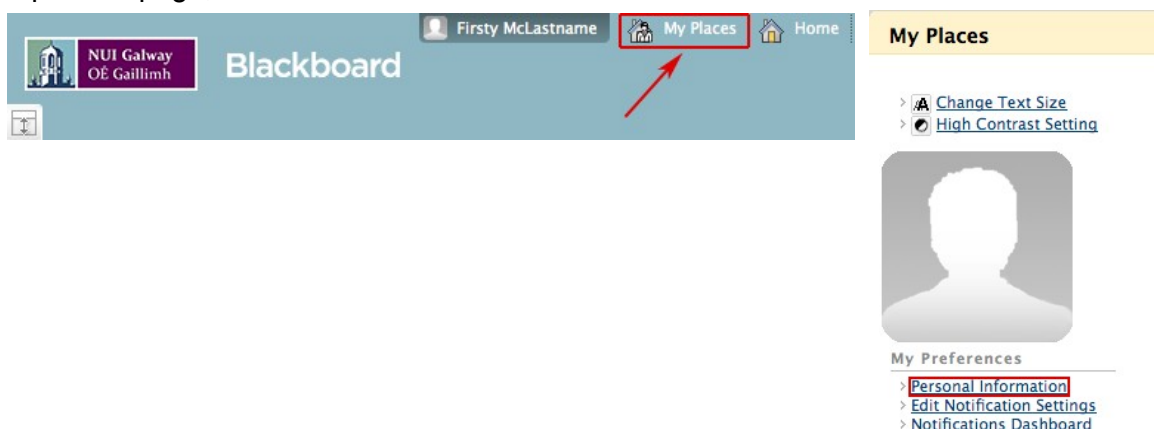 Firsty McLastname My Places Home
NUI Galway
OÉ Gaillimh
Blackboard
My Places
Change Text Size
High Contrast Setting
My Preferences
Personal Information
Edit Notification Settings
Notifications Dashboard